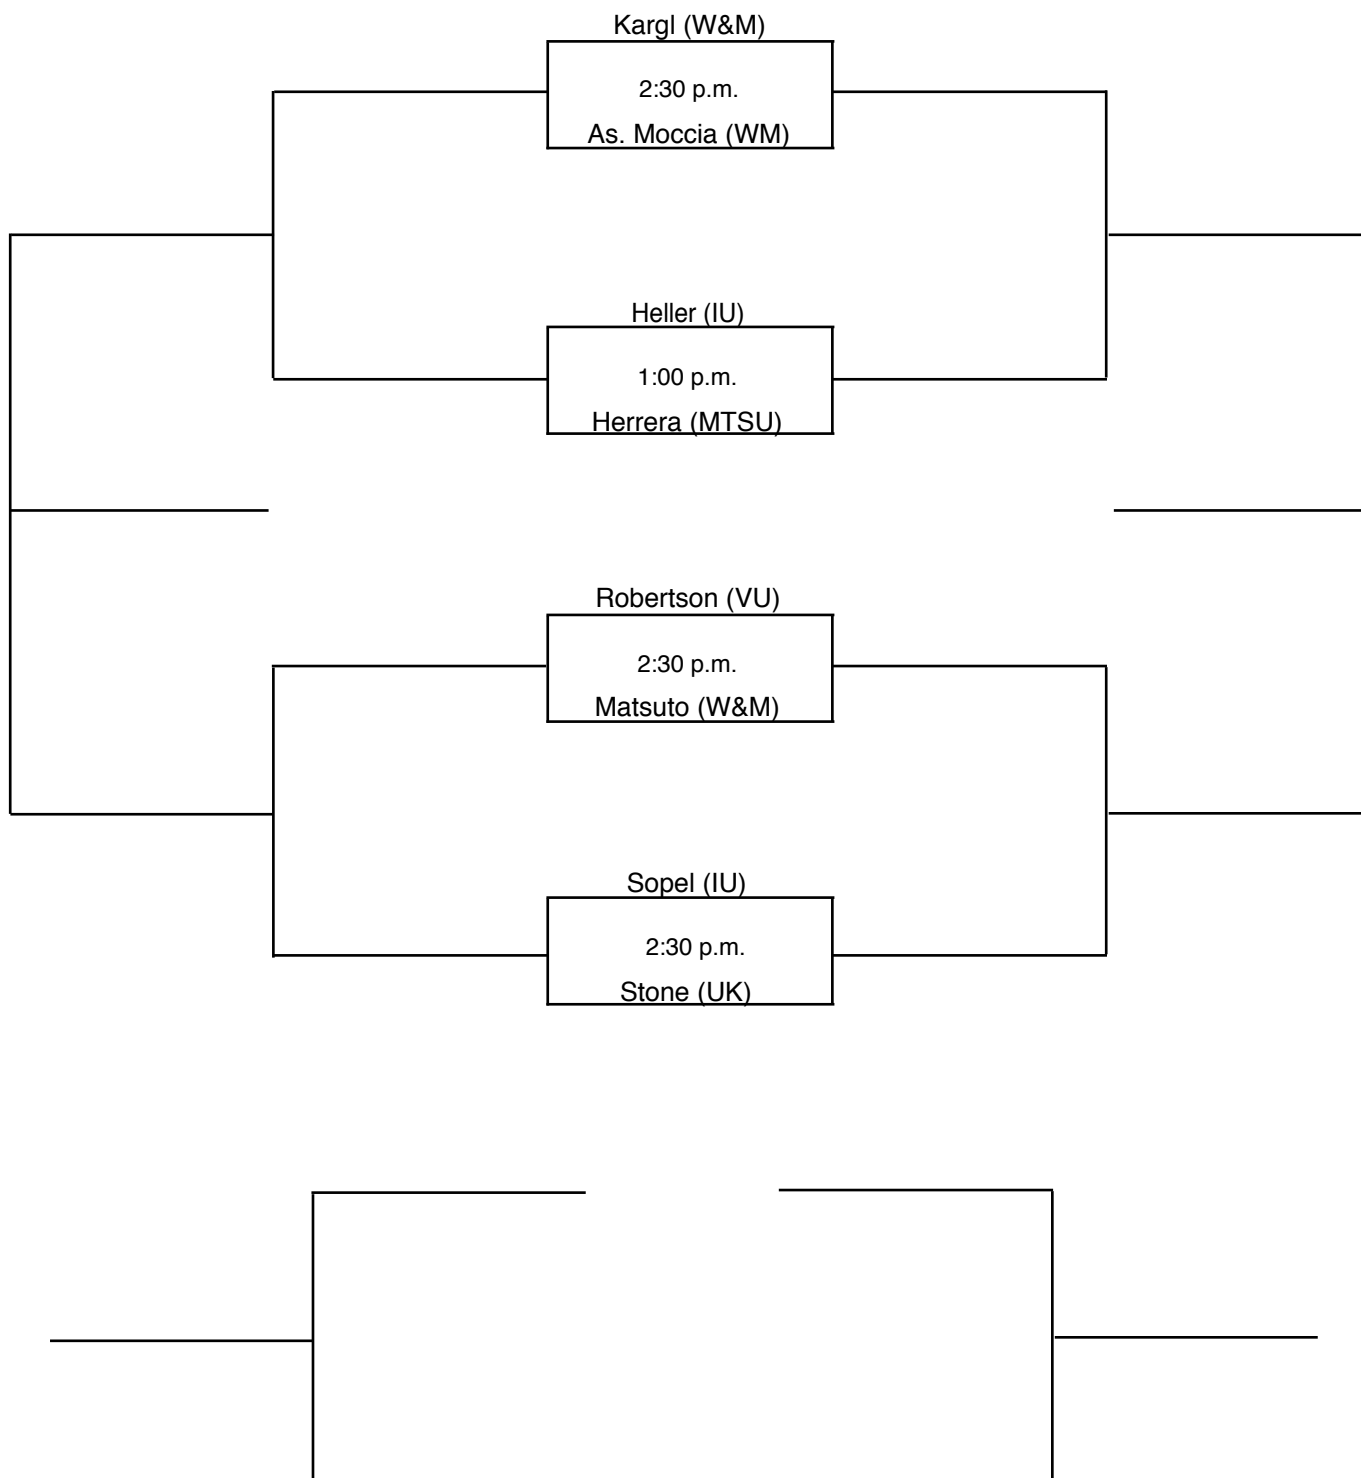 Kargl (W&M)
2:30 p.m.
As. Moccia (WM)
Heller (IU)
1:00 p.m.
Herrera (MTSU)
Robertson (VU)
2:30 p.m.
Matsuto (W&M)
Sopel (IU)
2:30 p.m.
Stone (UK)